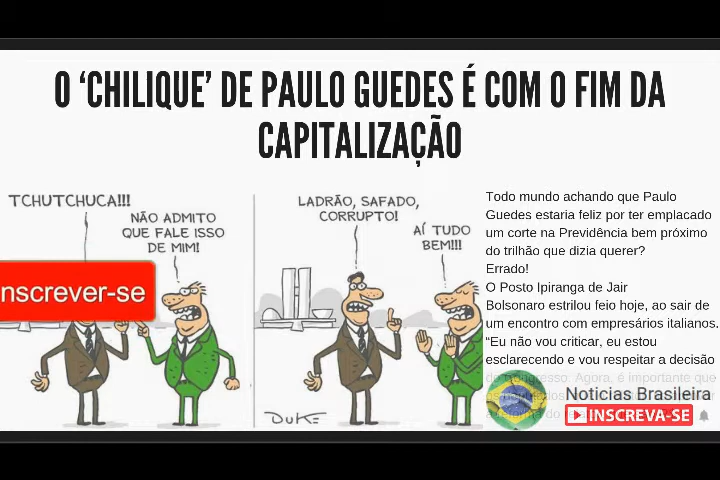 O ‘CHILIQUE’ DE PAULO GUEDES É COM O FIM DA
CAPITALIZAÇÃO
TCHUTCHUCA!!!
NÃO ADMITO
QUE FALE ISSO
DE MIM!
LADRÃO, SAFADO,
CORRUPTO!
AÍ TUDO
BEM!!!
nscrever-se
DUKE
Todo mundo achando que Paulo
Guedes estaria feliz por ter emplacado
um corte na Previdência bem próximo
do trilhão que dizia querer?
Errado!
O Posto Ipiranga de Jair
Bolsonaro estrilou feio hoje, ao sair de
um encontro com empresários italianos.
“Eu não vou criticar, eu estou
esclarecendo e vou respeitar a decisão
do Congresso. Agora, é importante que
Noticias Brasileira
INSCREVA-SE